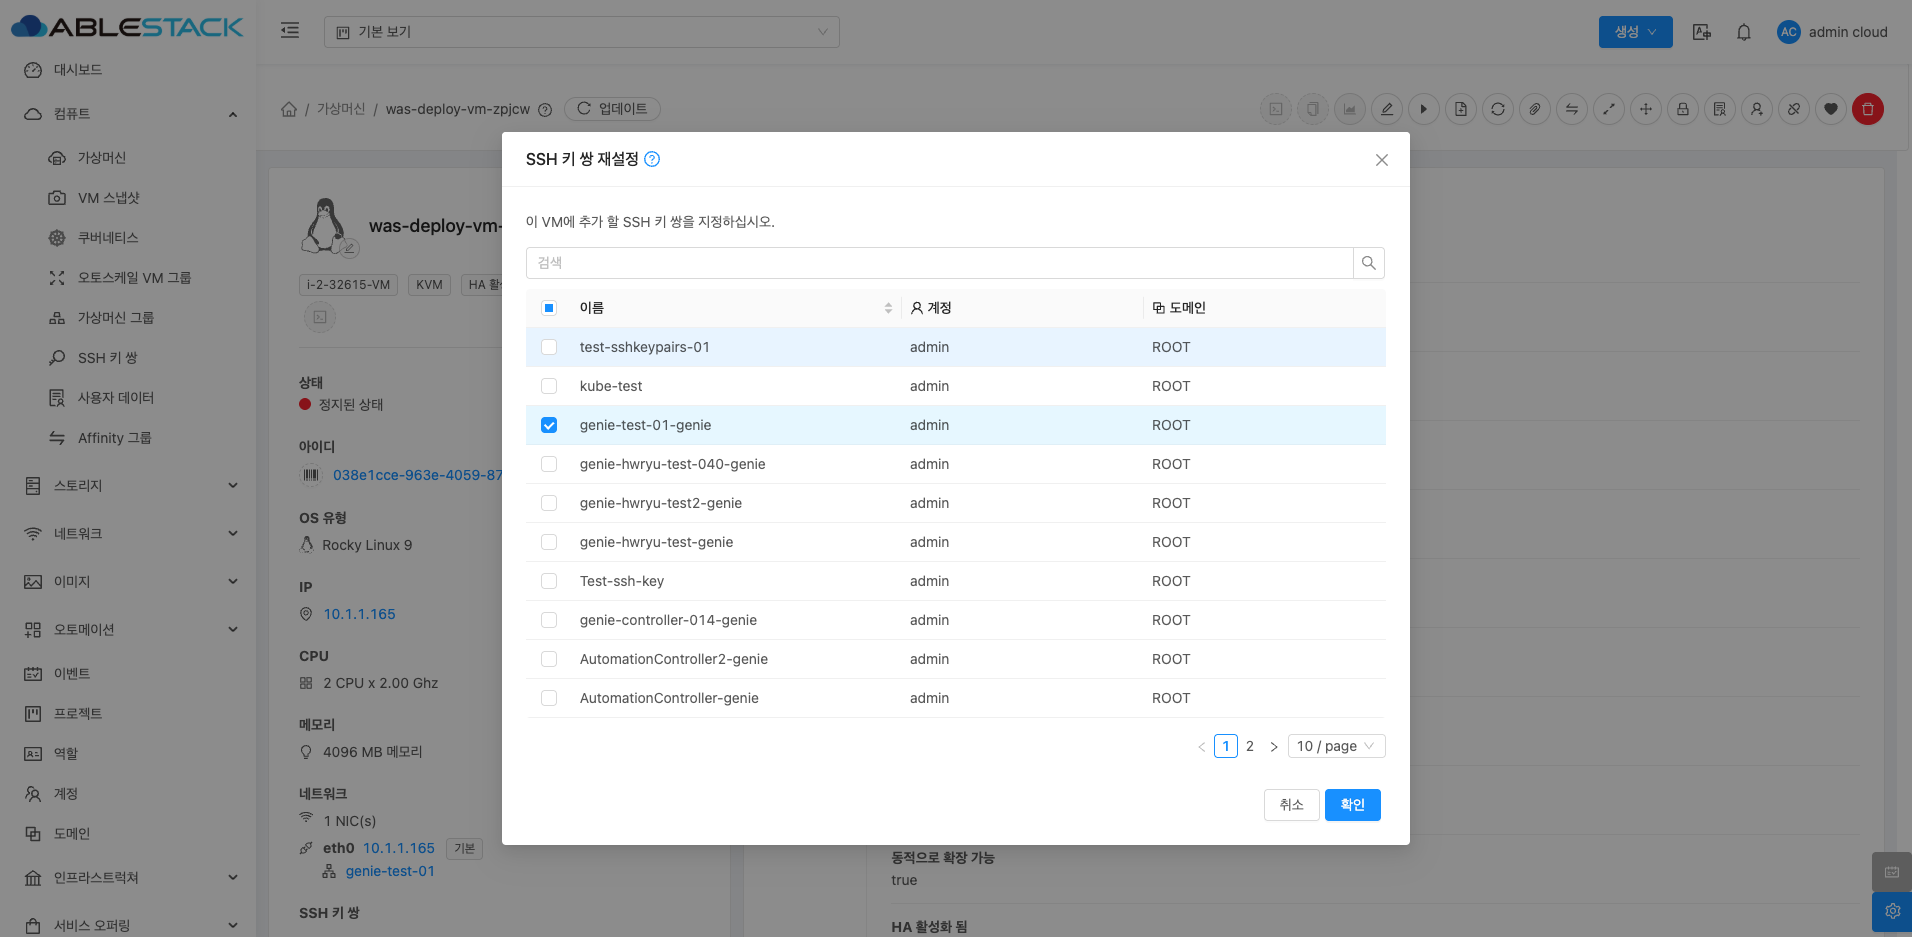 ABLESTACK
기본 보기
생성
AC
admin cloud
대시보드
컴퓨트
가상머신
VM 스냅샷
쿠버네티스
오토스케일 VM 그룹
가상머신 그룹
SSH 키 쌍
사용자 데이터
Affinity 그룹
스토리지
네트워크
이미지
오토메이션
이벤트
프로젝트
역할
계정
도메인
인프라스트럭쳐
서비스 오퍼링
/ 가상머신 / was-deploy-vm-zpjcw
업데이트
was-deploy-vm-
i-2-32615-VM
KVM
HA 활
상태
정지된 상태
아이디
038e1cce-963e-4059-87
OS 유형
Rocky Linux 9
IP
10.1.1.165
CPU
2 CPU x 2.00 Ghz
메모리
4096 MB 메모리
네트워크
1 NIC(s)
eth0 10.1.1.165 기본
genie-test-01
SSH 키 쌍
SSH 키 쌍 재설정
이 VM에 추가 할 SSH 키 쌍을 지정하십시오.
검색
이름 계정 도메인
test-sshkeypairs-01 admin ROOT
kube-test admin ROOT
genie-test-01-genie admin ROOT
genie-hwryu-test-040-genie admin ROOT
genie-hwryu-test2-genie admin ROOT
genie-hwryu-test-genie admin ROOT
Test-ssh-key admin ROOT
genie-controller-014-genie admin ROOT
AutomationController2-genie admin ROOT
AutomationController-genie admin ROOT
1 2 10 / page
취소 확인
동적으로 확장 가능
true
HA 활성화 됨